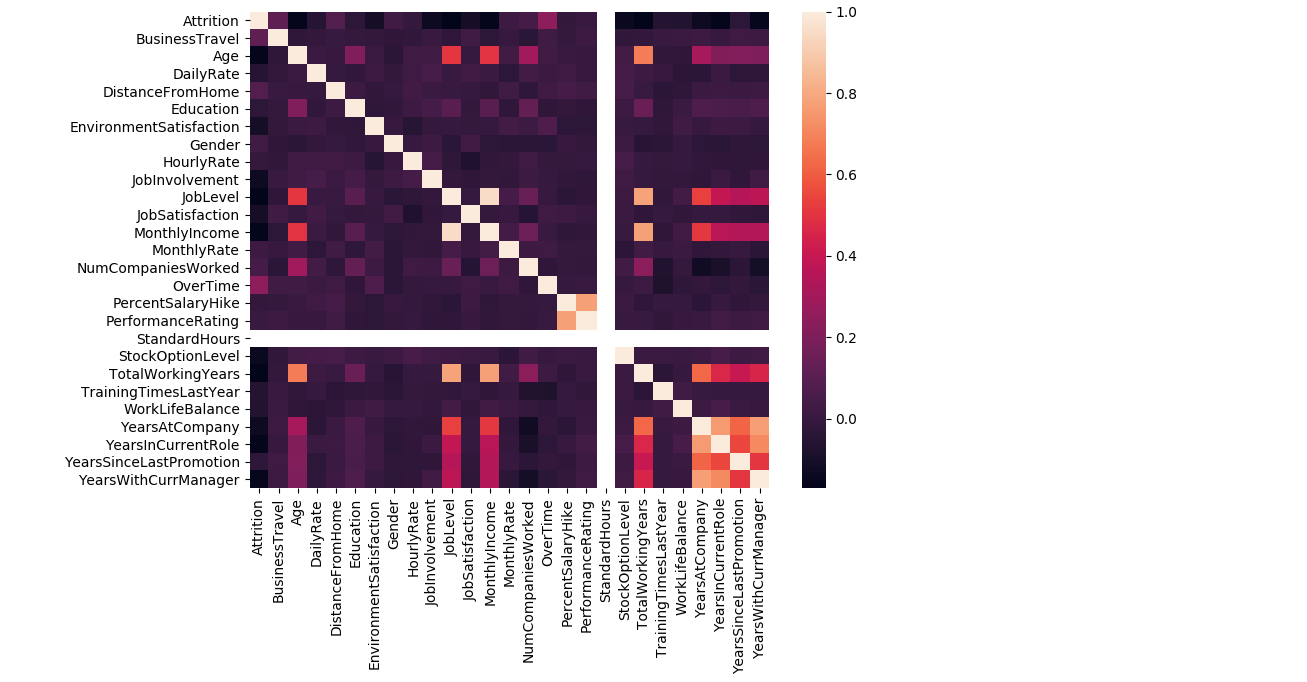 Attrition
BusinessTravel
Age
DailyRate
DistanceFromHome
Education
EnvironmentSatisfaction
Gender
HourlyRate
JobInvolvement
JobLevel
JobSatisfaction
MonthlyIncome
MonthlyRate
NumCompaniesWorked
OverTime
PercentSalaryHike
PerformanceRating
StandardHours
StockOptionLevel
TotalWorkingYears
TrainingTimesLastYear
WorkLifeBalance
YearsAtCompany
YearsInCurrentRole
YearsSinceLastPromotion
YearsWithCurrManager
Attrition
BusinessTravel
Age
DailyRate
DistanceFromHome
Education
EnvironmentSatisfaction
Gender
HourlyRate
JobInvolvement
JobLevel
JobSatisfaction
MonthlyIncome
MonthlyRate
NumCompaniesWorked
OverTime
PercentSalaryHike
PerformanceRating
StandardHours
StockOptionLevel
TotalWorkingYears
TrainingTimesLastYear
WorkLifeBalance
YearsAtCompany
YearsInCurrentRole
YearsSinceLastPromotion
YearsWithCurrManager
1.0
0.8
0.6
0.4
0.2
0.0